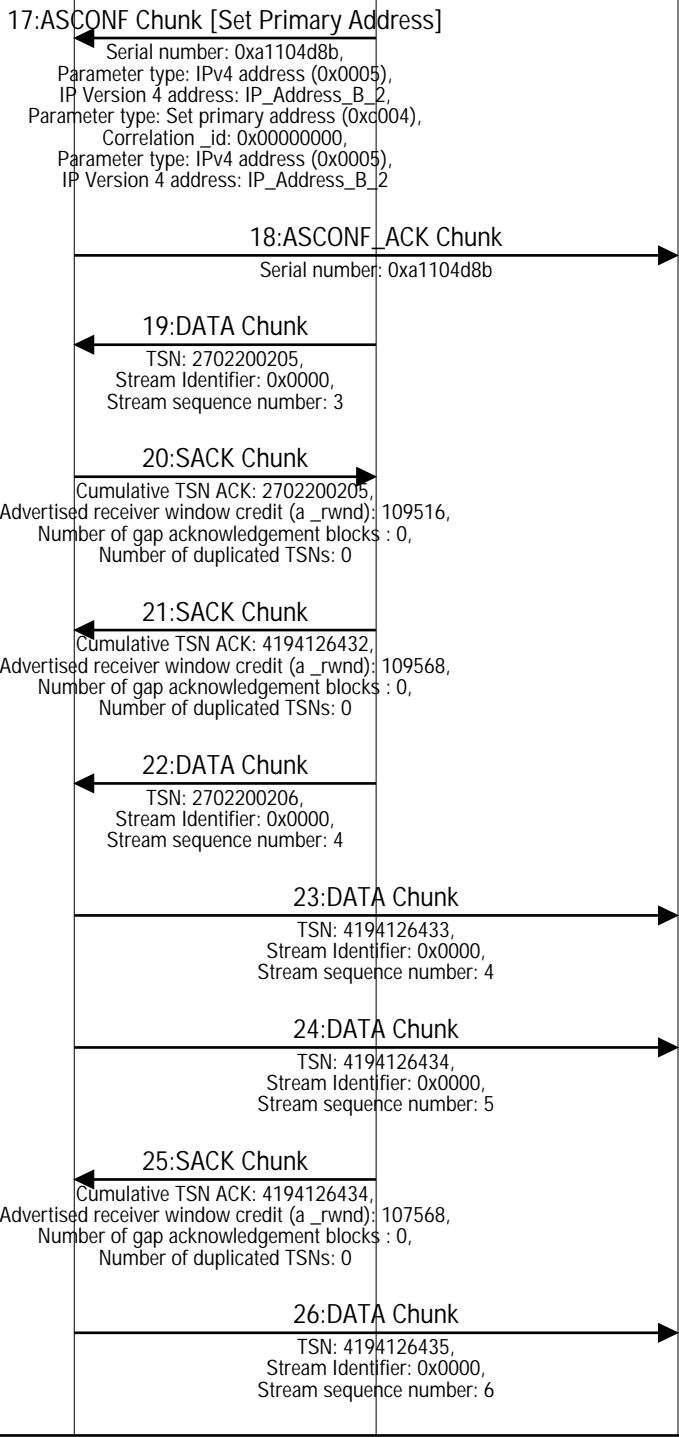 17:ASCONF Chunk [Set Primary Address]
Serial number: 0xa1104d8b,
Parameter type: IPv4 address (0x0005),
IP Version 4 address: IP_Address_B_2,
Parameter type: Set primary address (0xc004),
Correlation _id: 0x00000000,
Parameter type: IPv4 address (0x0005),
IP Version 4 address: IP_Address_B_2
18:ASCONF_ACK Chunk
Serial number: 0xa1104d8b
19:DATA Chunk
TSN: 2702200205,
Stream Identifier: 0x0000,
Stream sequence number: 3
20:SACK Chunk
Cumulative TSN ACK: 2702200205,
Advertised receiver window credit (a _rwnd): 109516,
Number of gap acknowledgement blocks : 0,
Number of duplicated TSNs: 0
21:SACK Chunk
Cumulative TSN ACK: 4194126432,
Advertised receiver window credit (a _rwnd): 109568,
Number of gap acknowledgement blocks : 0,
Number of duplicated TSNs: 0
22:DATA Chunk
TSN: 2702200206,
Stream Identifier: 0x0000,
Stream sequence number: 4
23:DATA Chunk
TSN: 4194126433,
Stream Identifier: 0x0000,
Stream sequence number: 4
24:DATA Chunk
TSN: 4194126434,
Stream Identifier: 0x0000,
Stream sequence number: 5
25:SACK Chunk
Cumulative TSN ACK: 4194126434,
Advertised receiver window credit (a _rwnd): 107568,
Number of gap acknowledgement blocks : 0,
Number of duplicated TSNs: 0
26:DATA Chunk
TSN: 4194126435,
Stream Identifier: 0x0000,
Stream sequence number: 6